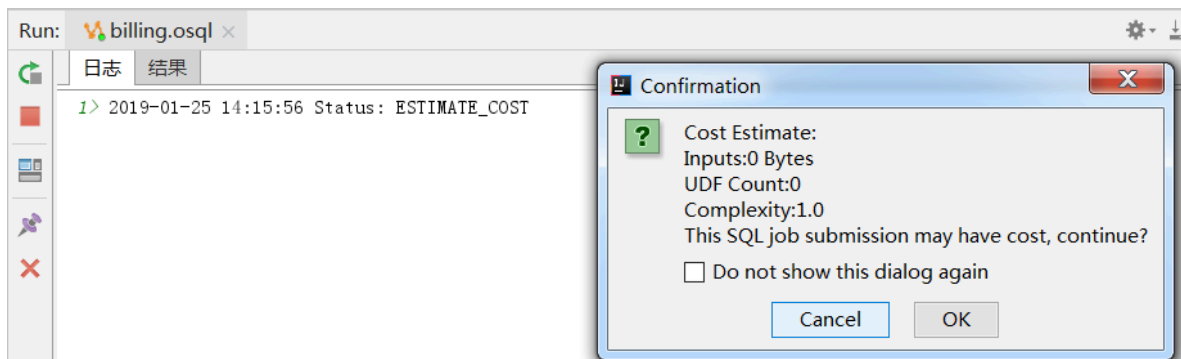 Run: billing.osql
日志 结果
1> 2019-01-25 14:15:56 Status: ESTIMATE_COST
Confirmation
Cost Estimate:
Inputs:0 Bytes
UDF Count:0
Complexity:1.0
This SQL job submission may have cost, continue?
Do not show this dialog again
Cancel OK